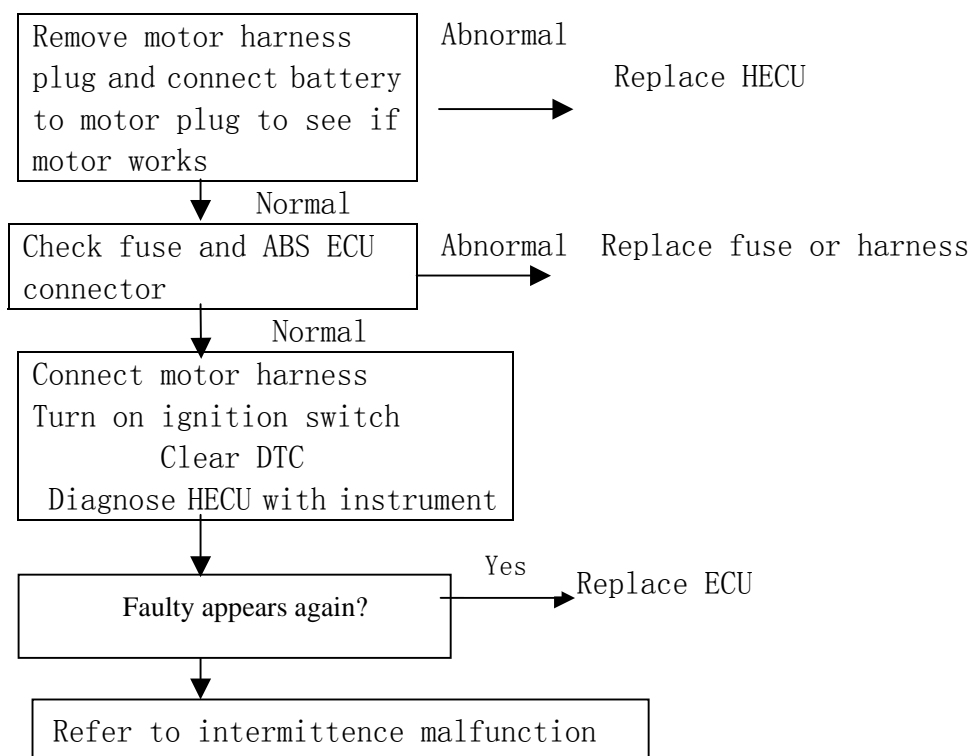 Remove motor harness
plug and connect battery
to motor plug to see if
motor works
Abnormal
Replace HECU
Normal
Check fuse and ABS ECU
connector
Abnormal
Replace fuse or harness
Normal
Connect motor harness
Turn on ignition switch
Clear DTC
Diagnose HECU with instrument
Faulty appears again?
Yes
Replace ECU
Refer to intermittence malfunction